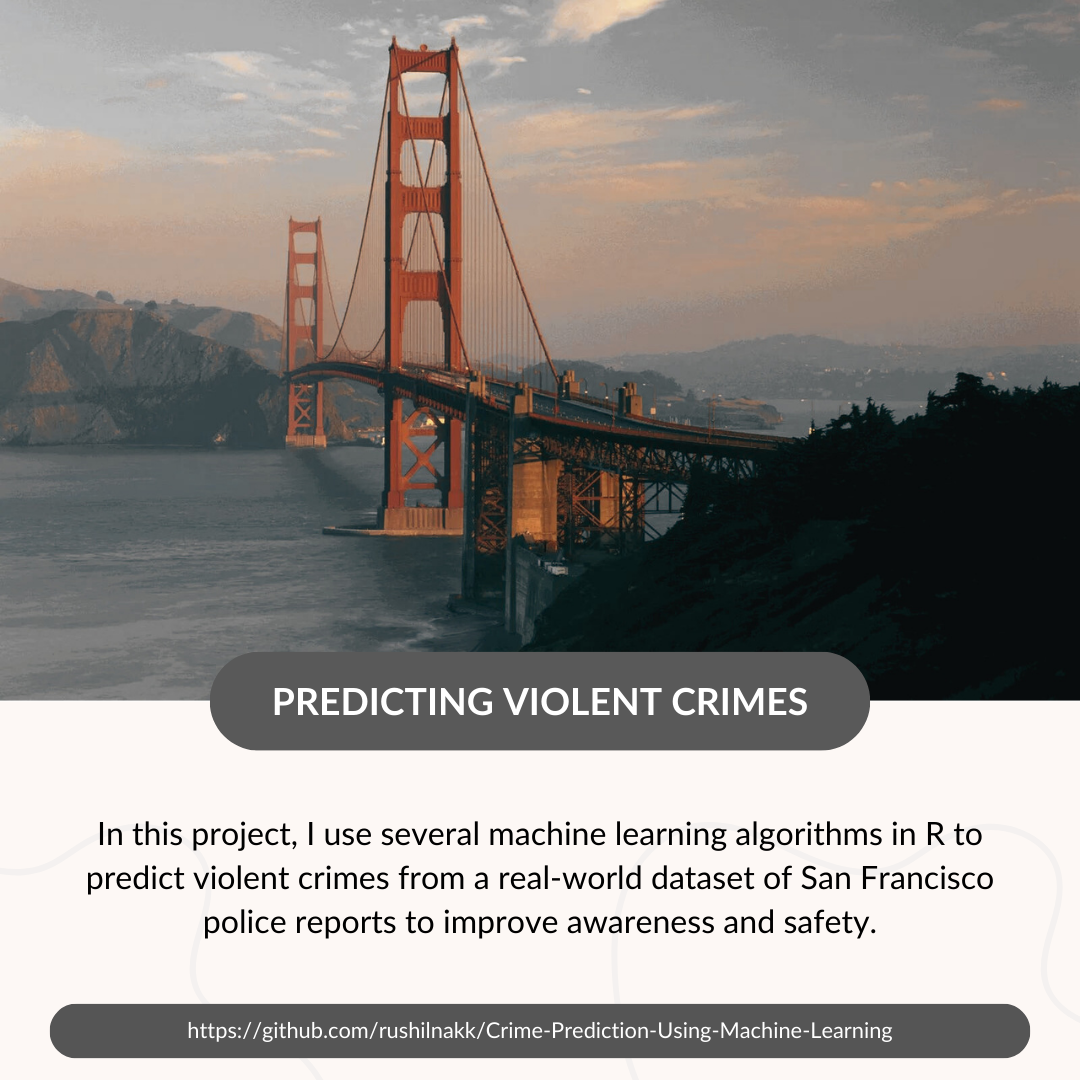 PREDICTING VIOLENT CRIMES
In this project, I use several machine learning algorithms in R to
predict violent crimes from a real-world dataset of San Francisco
police reports to improve awareness and safety.
https://github.com/rushilnakk/Crime-Prediction-Using-Machine-Learning